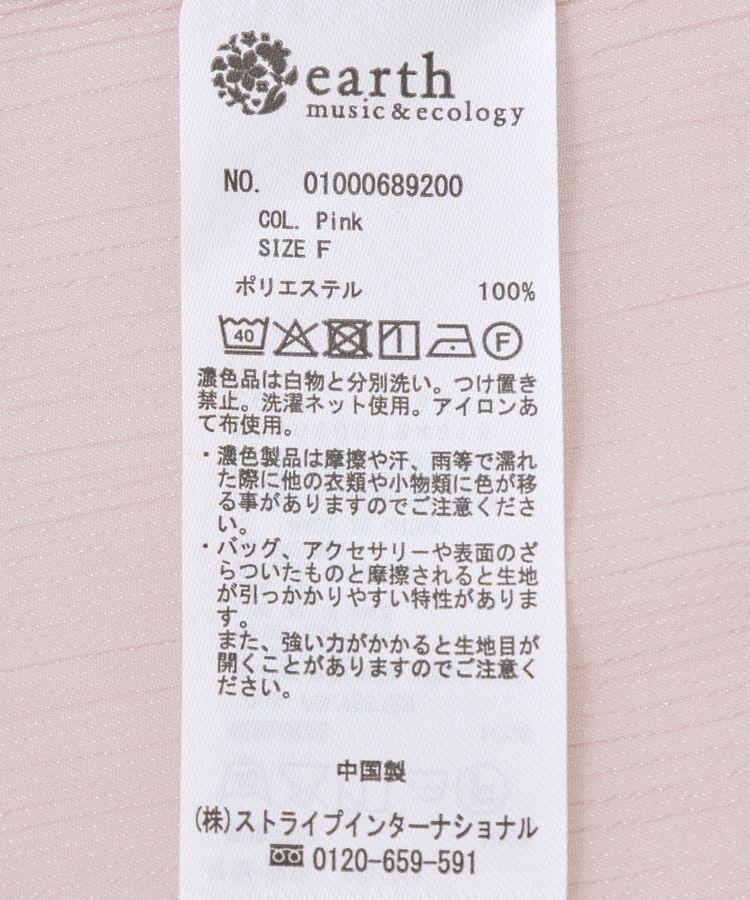 earth
music&ecology
NO. 01000689200
COL. Pink
SIZE F
ポリエステル 100%
40 F
濃色品は白物と分別洗い。つけ置き
禁止。洗濯ネット使用。アイロンあ
て布使用。
・濃色製品は摩擦や汗、雨等で濡れ
た際に他の衣類や小物類に色が移
る事がありますのでご注意くださ
い。
・バッグ、アクセサリーや表面のざ
らついたものと摩擦されると生地
が引っかかりやすい特性がありま
す。
また、強い力がかかると生地目が
開くことがありますのでご注意く
ださい。
中国製
(株)ストライプインターナショナル
0120-659-591